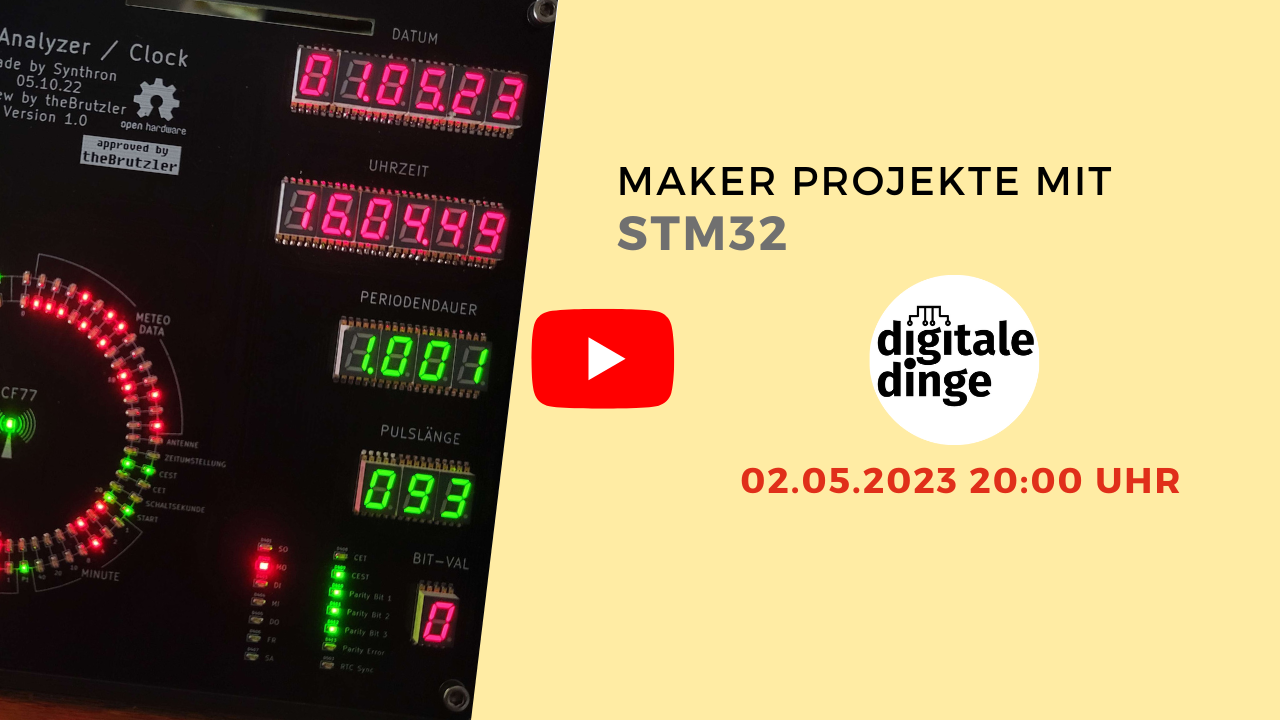 Analyzer / Clock
ade by Synthron
05.10.22
ew by theBrutzler
Version 1.0
open hardware
approved by
theBrutzler
DATUM
01.05.23
UHRZEIT
16.04.49
PERIODENDAUER
1.001
PULSLÄNGE
093
BIT-VAL
0
METEO
DATA
CF77
ANTENNE
ZEITUMSTELLUNG
CEST
CET
SCHALTSEKUNDE
START
MINUTE
SO
MO
DI
MI
DO
FR
SA
CET
CEST
Parity Bit 1
Parity Bit 2
Parity Bit 3
Parity Error
RTC Sync
MAKER PROJEKTE MIT
STM32
digitale
dinge
02.05.2023 20:00 UHR